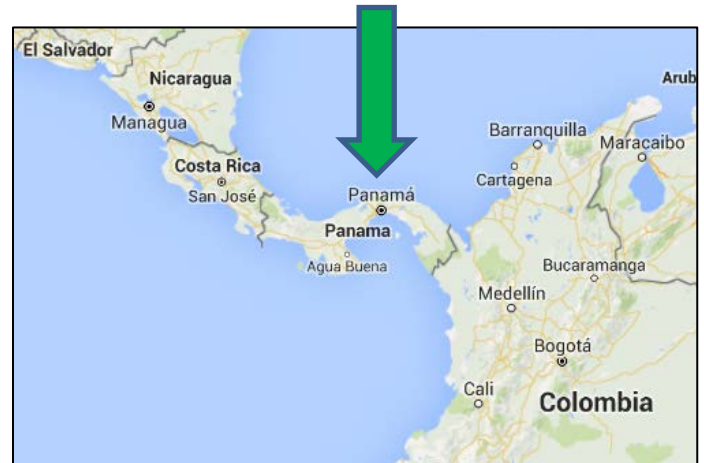 El Salvador
Nicaragua
Managua
Costa Rica
San José
Panamá
Panama
Agua Buena
Barranquilla
Cartagena
Maracaibo
Arub
Bucaramanga
Medellín
Bogotá
Cali
Colombia